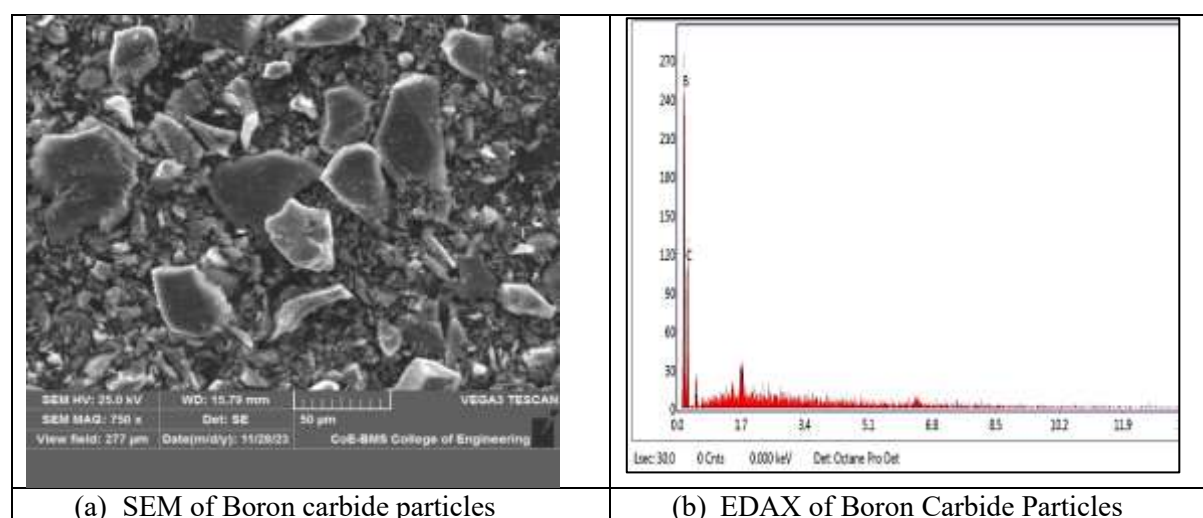 SEM HV: 25.0 kV WD: 15.79 mm VEGA3 TESCAN
SEM MAG: 750 x Det: SE 50 µm
View field: 277 µm Date(m/d/y): 11/28/23 CoE-BMS College of Engineering
270
B
240
210
180
150
120 C
90
60
30
0
0.0 1.7 3.4 5.1 6.8 8.5 10.2 11.9
Lsec: 30.0 0 Cnts 0.000 keV Det: Octane Pro Det
(a) SEM of Boron carbide particles
(b) EDAX of Boron Carbide Particles